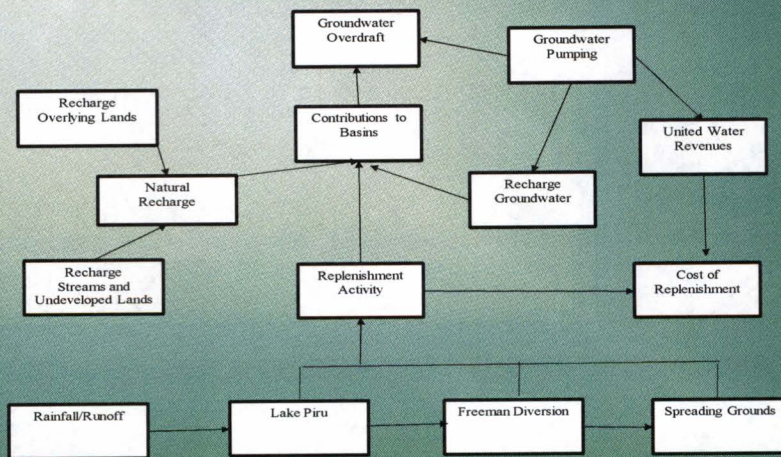 Groundwater
Overdraft
Groundwater
Pumping
Recharge
Overlying Lands
Contributions to
Basins
United Water
Revenues
Natural
Recharge
Recharge
Groundwater
Recharge
Streams and
Undeveloped Lands
Replenishment
Activity
Cost of
Replenishment
Rainfall/Runoff
Lake Piru
Freeman Diversion
Spreading Grounds